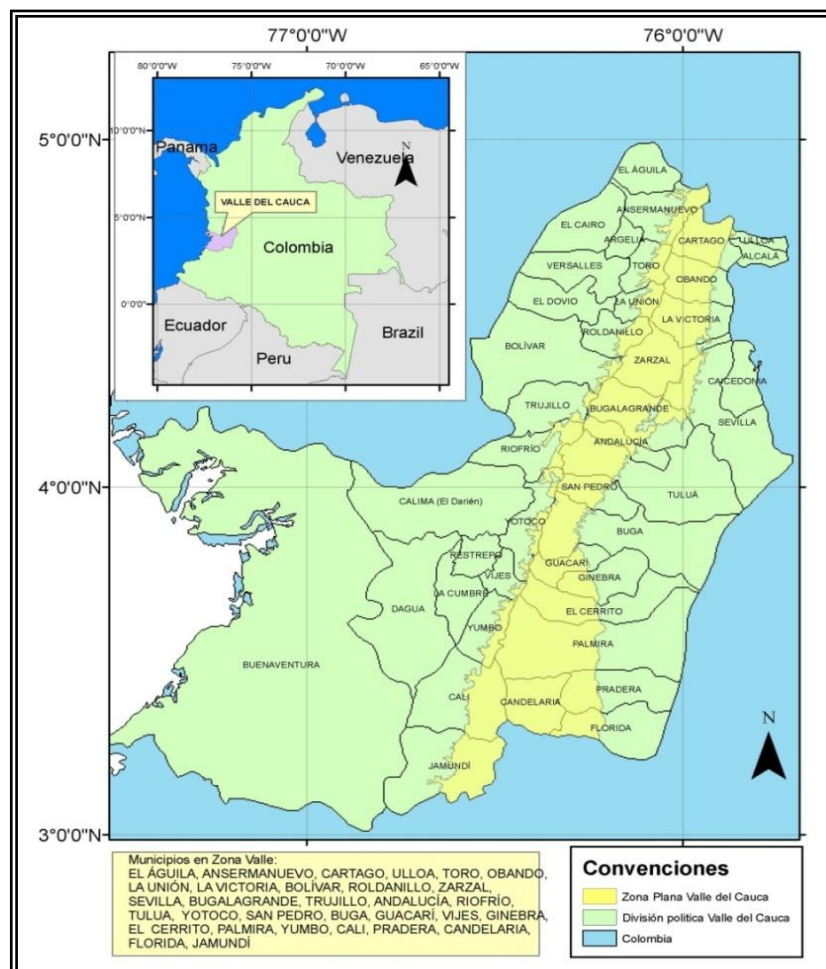 77°0'0"W 76°0'0"W
80°0'0"W 75°0'0"W 70°0'0"W 65°0'0"W
5°0'0"N
10°0'0"N
Panama
Venezuela
N
VALLE DEL CAUCA
5°0'0"N
Colombia
0°0'0"
Ecuador
Peru
Brazil
EL ÁGUILA
ANSERMANUEVO
EL CAIRO
ARGELIA
CARTAGO
ULLOA
ALCALÁ
VERSALLES
TORO
OBANDO
EL DOVIO
LA UNIÓN
LA VICTORIA
ROLDANILLO
BOLÍVAR
ZARZAL
CAICEDONIA
TRUJILLO
BUGALAGRANDE
SEVILLA
RIOFRÍO
ANDALUCÍA
4°0'0"N
SAN PEDRO
TULUÁ
CALIMA (El Darién)
YOTOCO
BUGA
RESTREPO
GUACARÍ
VIJES
GINEBRA
LA CUMBRE
DAGUA
EL CERRITO
YUMBO
PALMIRA
BUENAVENTURA
CALI
CANDELARIA
PRADERA
FLORIDA
N
JAMUNDÍ
3°0'0"N
Municipios en Zona Valle:
EL ÁGUILA, ANSERMANUEVO, CARTAGO, ULLOA, TORO, OBANDO,
LA UNIÓN, LA VICTORIA, BOLÍVAR, ROLDANILLO, ZARZAL,
SEVILLA, BUGALAGRANDE, TRUJILLO, ANDALUCÍA, RIOFRÍO,
TULUA, YOTOCO, SAN PEDRO, BUGA, GUACARÍ, VIJES, GINEBRA,
EL CERRITO, PALMIRA, YUMBO, CALI, PRADERA, CANDELARIA,
FLORIDA, JAMUNDÍ
Convenciones
Zona Plana Valle del Cauca
División politica Valle del Cauca
Colombia